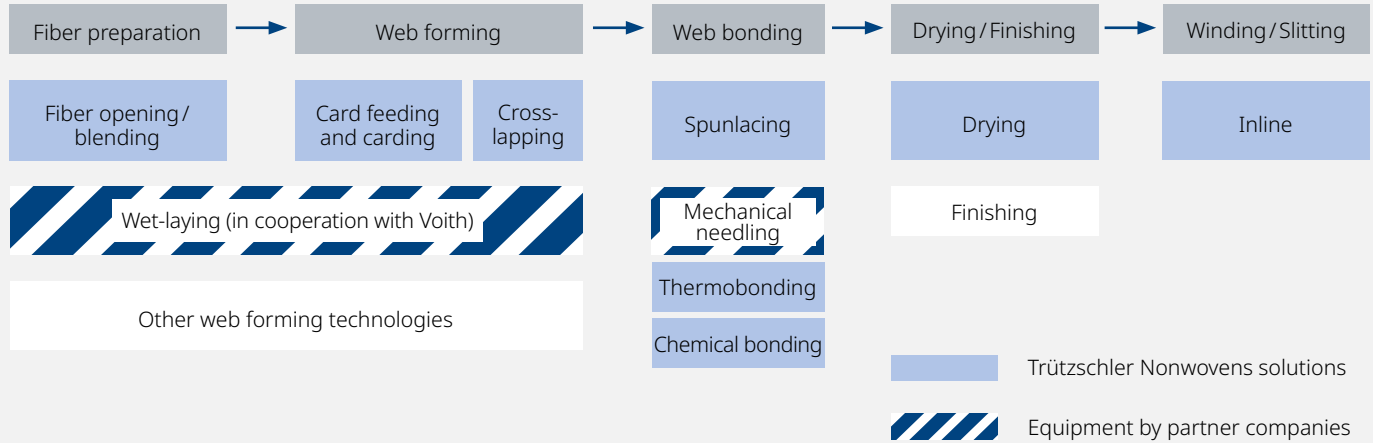 Fiber preparation
Web forming
Web bonding
Drying/Finishing
Winding/Slitting
Fiber opening/
blending
Card feeding
and carding
Cross-
lapping
Spunlacing
Drying
Inline
Wet-laying (in cooperation with Voith)
Mechanical
needling
Finishing
Thermobonding
Other web forming technologies
Chemical bonding
Trützschler Nonwovens solutions
Equipment by partner companies